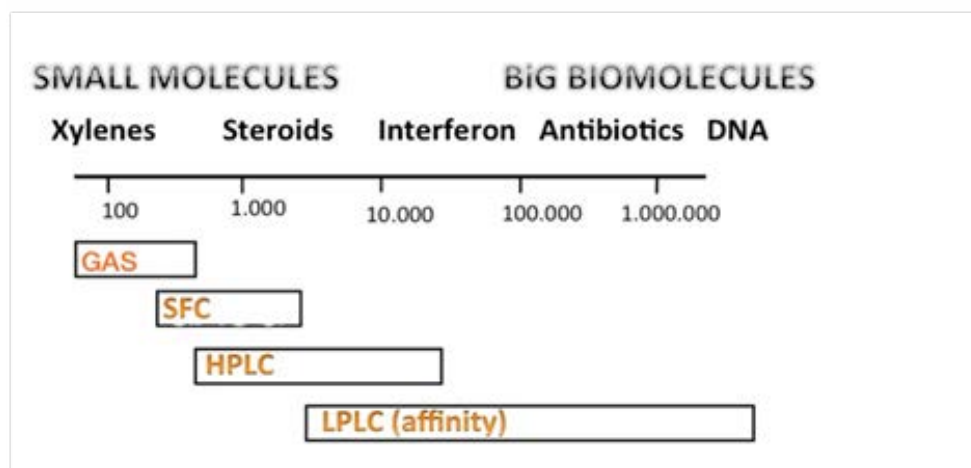 SMALL MOLECULES BiG BIOMOLECULES
Xylenes Steroids Interferon Antibiotics DNA
100 1.000 10.000 100.000 1.000.000
GAS
SFC
HPLC
LPLC (affinity)